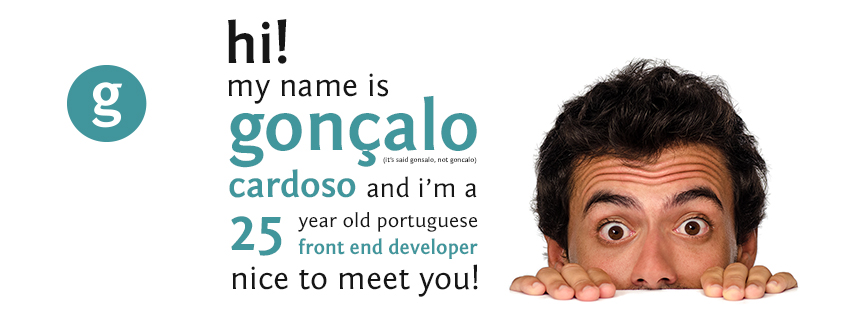 g
hi!
my name is
gonçalo
(it's said gonsalo, not goncalo)
cardoso and i'm a
25 year old portuguese
front end developer
nice to meet you!